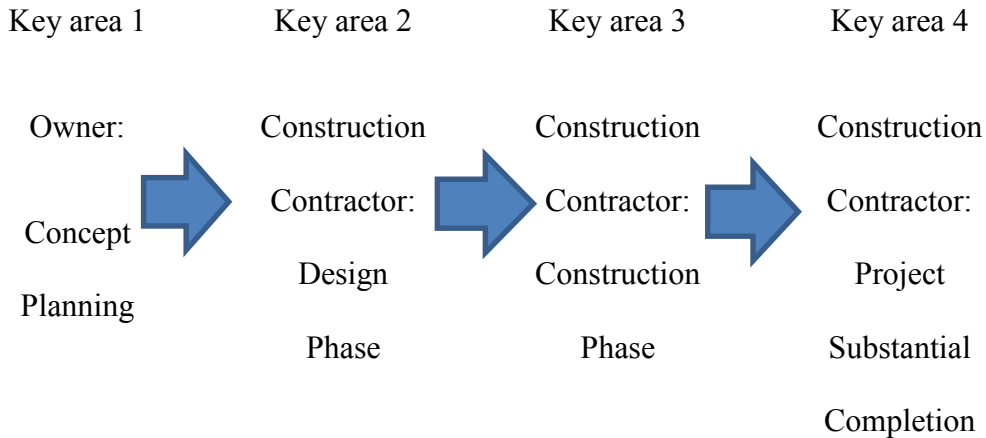 Key area 1
Owner:
Concept
Planning
Key area 2
Construction
Contractor:
Design
Phase
Key area 3
Construction
Contractor:
Construction
Phase
Key area 4
Construction
Contractor:
Project
Substantial
Completion